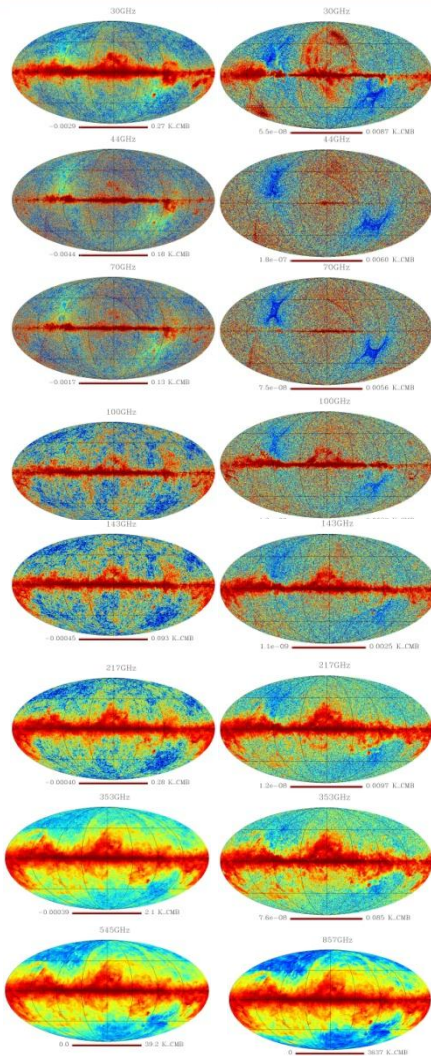 30GHz
30GHz
-0.0029 0.27 K_CMB
5.5e-08 0.0087 K_CMB
44GHz
44GHz
-0.0044 0.18 K_CMB
1.8e-07 0.0060 K_CMB
70GHz
70GHz
-0.0017 0.13 K_CMB
7.5e-08 0.0056 K_CMB
100GHz
100GHz
143GHz
143GHz
-0.00045 0.093 K_CMB
1.1e-09 0.0025 K_CMB
217GHz
217GHz
-0.00040 0.28 K_CMB
1.2e-08 0.0097 K_CMB
353GHz
353GHz
-0.00039 2.1 K_CMB
7.6e-08 0.085 K_CMB
545GHz
857GHz
0.0 39.2 K_CMB
0 3637 K_CMB